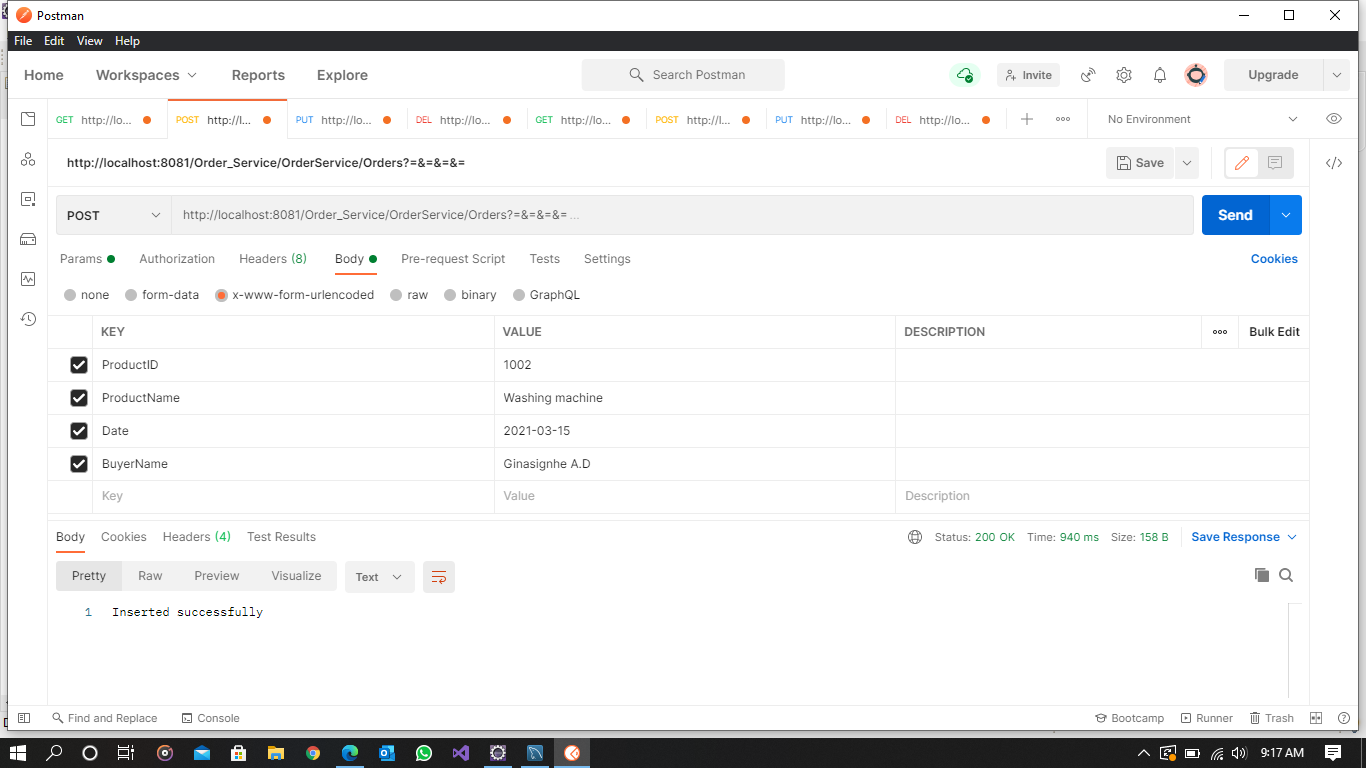 Postman
File Edit View Help
Home Workspaces Reports Explore Search Postman Invite Upgrade
GET http://lo... POST http://l... PUT http://lo... DEL http://lo... GET http://lo... POST http://l... PUT http://lo... DEL http://lo... No Environment
http://localhost:8081/Order_Service/OrderService/Orders?=&=&=&= Save
POST http://localhost:8081/Order_Service/OrderService/Orders?=&=&=&= ... Send
Params Authorization Headers (8) Body Pre-request Script Tests Settings Cookies
none form-data x-www-form-urlencoded raw binary GraphQL
KEY VALUE DESCRIPTION Bulk Edit
ProductID 1002
ProductName Washing machine
Date 2021-03-15
BuyerName Ginasignhe A.D
Key Value Description
Body Cookies Headers (4) Test Results Status: 200 OK Time: 940 ms Size: 158 B Save Response
Pretty Raw Preview Visualize Text
1 Inserted successfully
Find and Replace Console Bootcamp Runner Trash
9:17 AM